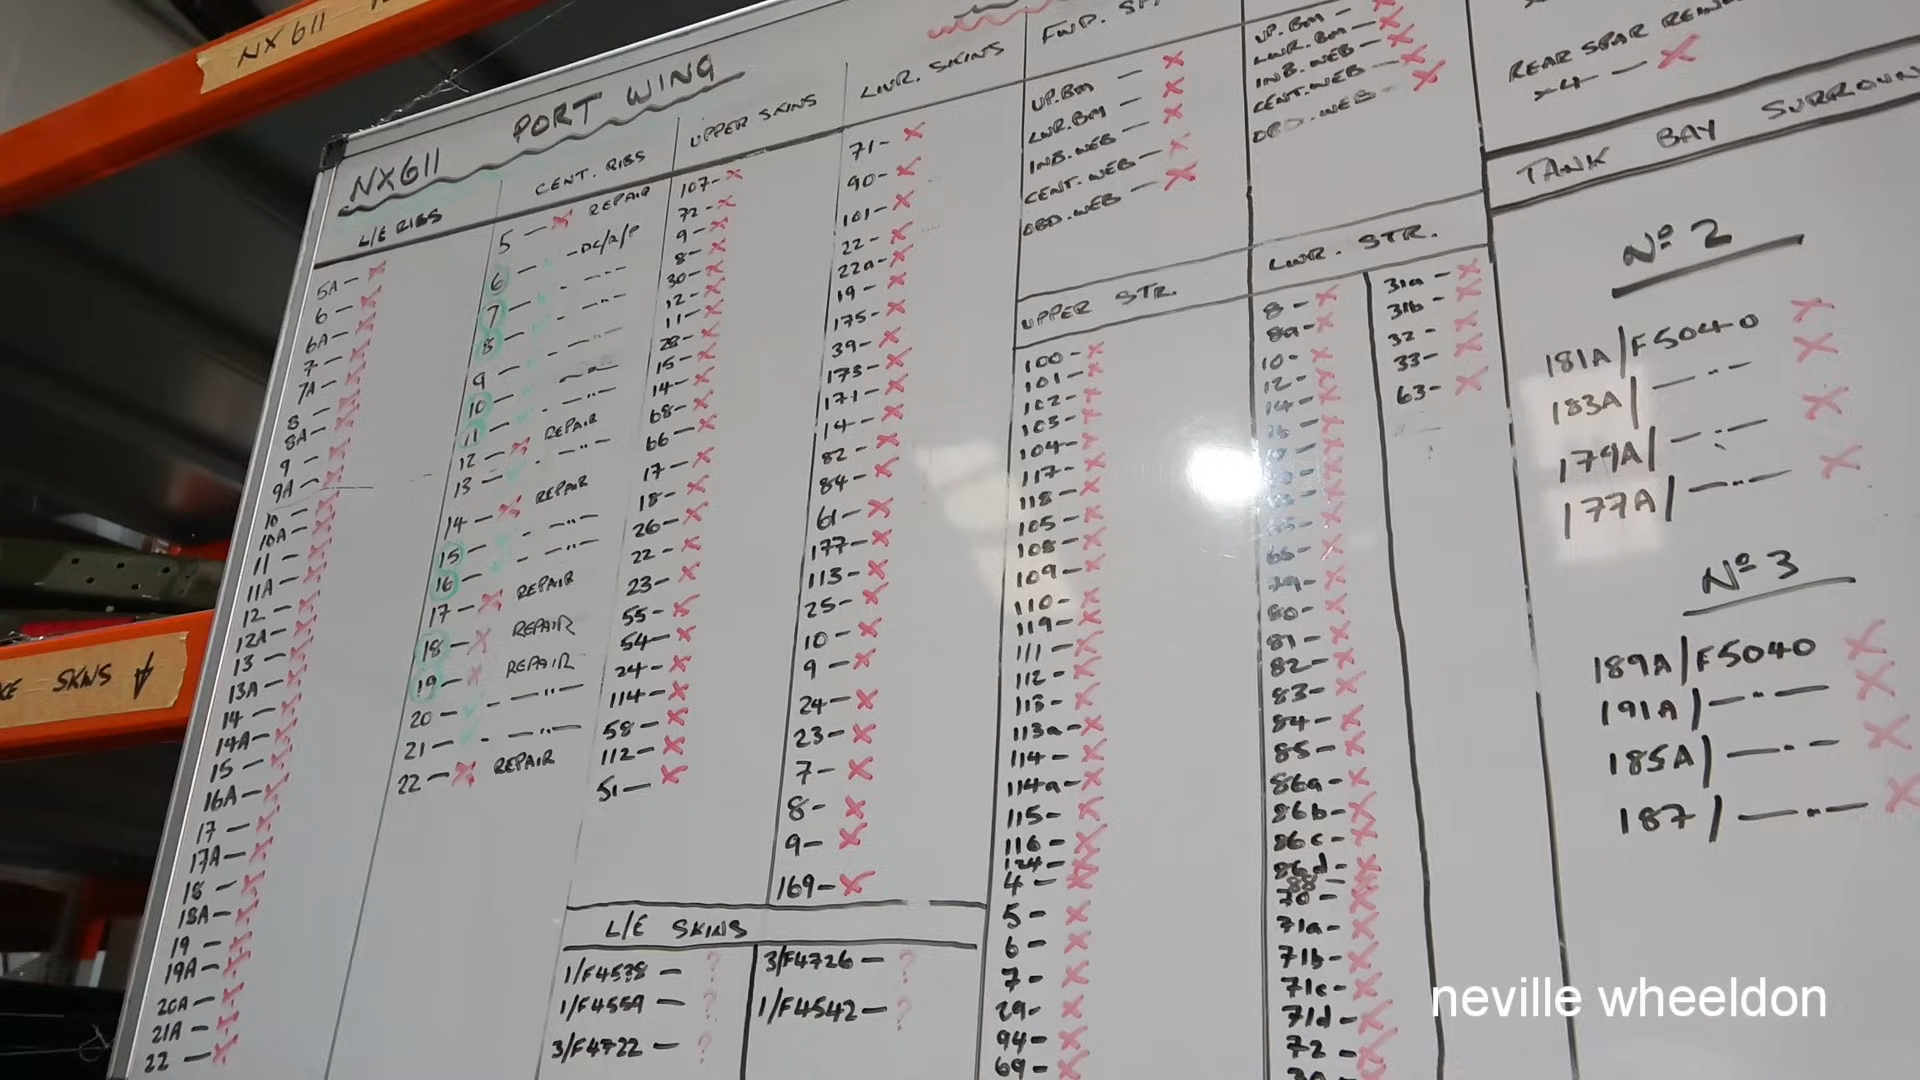 NX 611
PORT WING
NX611
L/E RIBS
5A - X
6 - X
6A - X
7 - X
7A - X
8 - X
8A - X
9 - X
9A - X
10 - X
10A - X
11 - X
11A - X
12 - X
12A - X
13 - X
13A - X
14 - X
14A - X
15 - X
16A - X
17 - X
17A - X
18 - X
18A - X
19 - X
19A - X
20A - X
21A - X
22 - X
CENT. RIBS
5 - X REPAIR
6 -
7 -
8 -
9 -
10 -
11 -
12 - X REPAIR
13 -
14 - X REPAIR
15 -
16 -
17 - X REPAIR
18 - X REPAIR
19 - X REPAIR
20 -
21 -
22 - X REPAIR
UPPER SKINS
107 - X
72 - X
9 - X
8 - X
30 - X
12 - X
11 - X
28 - X
15 - X
14 - X
68 - X
66 - X
17 - X
18 - X
26 - X
22 - X
23 - X
55 - X
54 - X
24 - X
114 - X
58 - X
112 - X
51 - X
LWR. SKINS
71 - X
90 - X
101 - X
22 - X
22a - X
19 - X
175 - X
39 - X
173 - X
171 - X
14 - X
82 - X
84 - X
61 - X
177 - X
113 - X
25 - X
10 - X
9 - X
24 - X
23 - X
7 - X
8 - X
9 - X
169 - X
L/E SKINS
1/F4538 - ?
1/F4559 - ?
3/F4722 - ?
3/F4726 - ?
1/F4542 - ?
FWD.
UP.BM - X
LWR.BM - X
INB.WEB - X
CENT.WEB - X
OBD.WEB - X
UP.BM - X
LWR.BM - X
INB.WEB - X
CENT.WEB - X
OBD.WEB - X
UPPER STR.
100 - X
101 - X
102 - X
103 - X
104 - X
117 - X
118 - X
105 - X
108 - X
109 - X
110 - X
119 - X
111 - X
112 - X
113 - X
113a - X
114 - X
114a - X
115 - X
116 - X
124 - X
4 - X
5 - X
6 - X
7 - X
29 - X
94 - X
69 - X
LWR. STR.
8 - X
8a - X
10 - X
12 - X
14 - X
66 - X
79 - X
80 - X
81 - X
82 - X
83 - X
84 - X
85 - X
86a - X
86b - X
86c - X
86d - X
88 - X
70 - X
71a - X
71b - X
71c - X
71d - X
72 - X
31a - X
31b - X
32 - X
33 - X
63 - X
REAR SPAR
x4 - X
TANK BAY
Nº 2
181A/F5040 X
183A/ —··— X
179A/ —··— X
177A/ —··— X
Nº 3
189A/F5040 X
191A/ —··— X
185A/ —··— X
187/ —··— X
SKINS
neville wheeldon